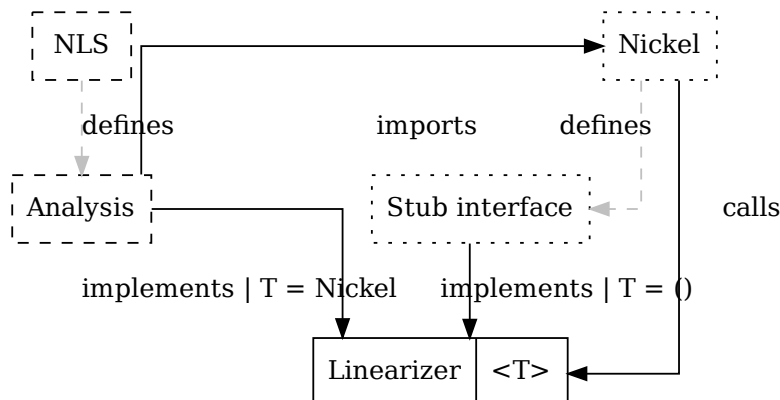 NLS
Nickel
defines
imports
defines
Analysis
Stub interface
calls
implements | T = Nickel
implements | T = ()
Linearizer
<T>